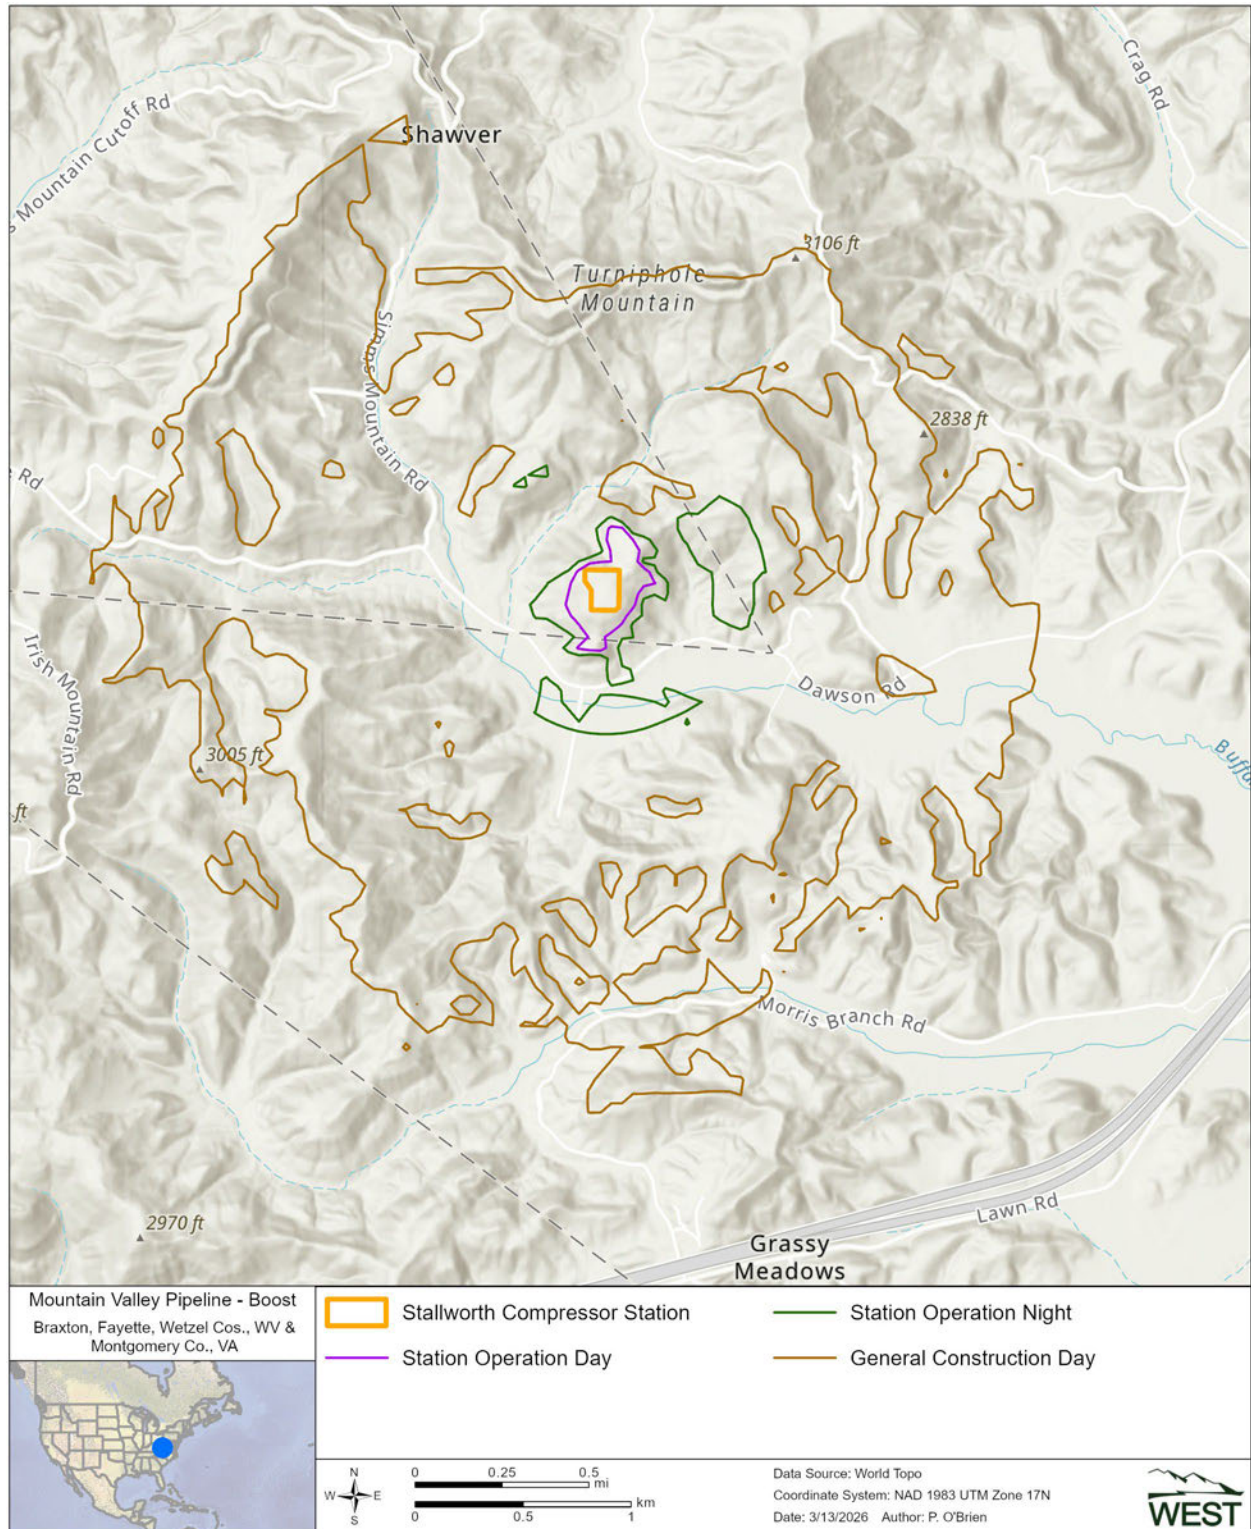 Crag Rd
Shawver
s Mountain Cutoff Rd
3106 ft
Turniphole
Mountain
Simms Mountain Rd
2838 ft
e Rd
Irish Mountain Rd
Dawson Rd
Buffa
3005 ft
ft
Morris Branch Rd
2970 ft
Lawn Rd
Grassy
Meadows
Mountain Valley Pipeline - Boost
Braxton, Fayette, Wetzel Cos., WV &
Montgomery Co., VA
Stallworth Compressor Station
Station Operation Night
Station Operation Day
General Construction Day
N
W E
S
0 0.25 0.5
mi
km
0 0.5 1
Data Source: World Topo
Coordinate System: NAD 1983 UTM Zone 17N
Date: 3/13/2026 Author: P. O'Brien
WEST